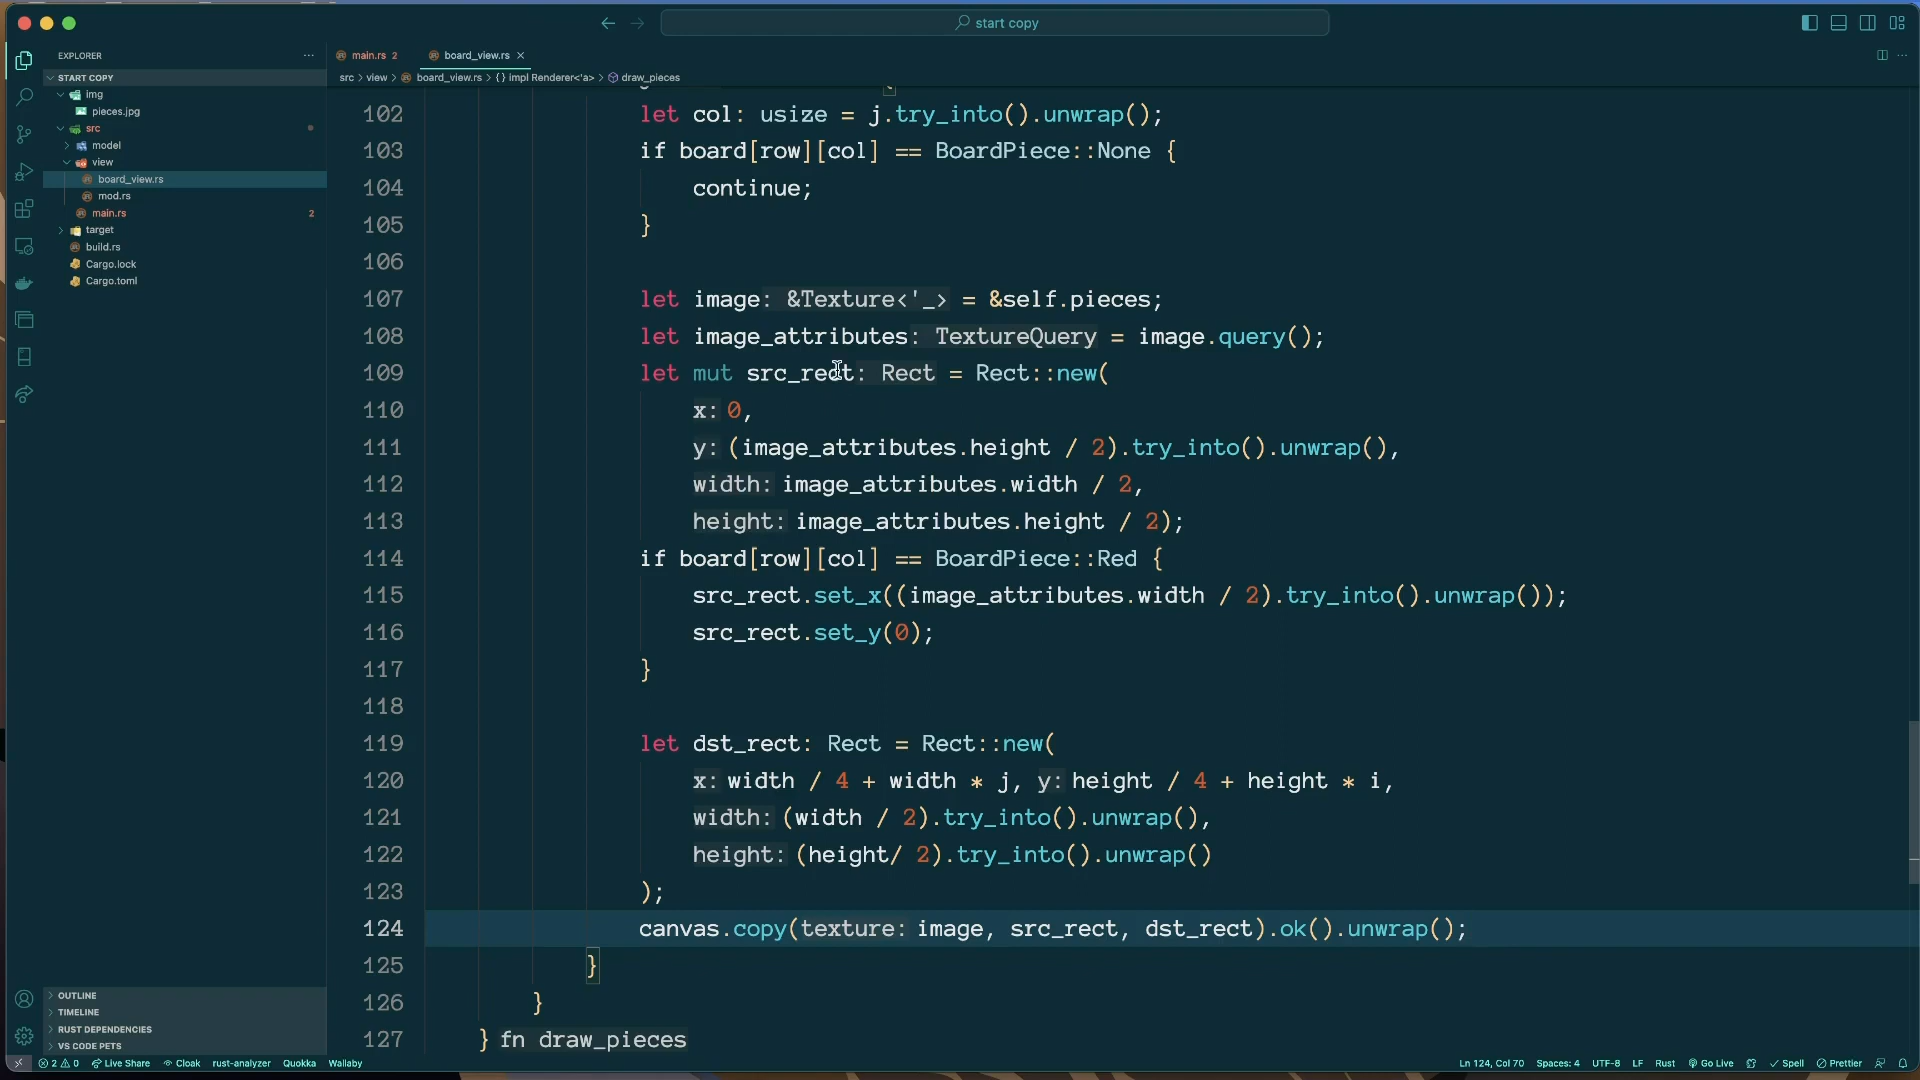 start copy
EXPLORER
START COPY
img
pieces.jpg
src
model
view
board_view.rs
mod.rs
main.rs 2
target
build.rs
Cargo.lock
Cargo.toml
OUTLINE
TIMELINE
RUST DEPENDENCIES
VS CODE PETS
main.rs 2
board_view.rs
src > view > board_view.rs > {} impl Renderer<'a> > draw_pieces
102 let col: usize = j.try_into().unwrap();
103 if board[row][col] == BoardPiece::None {
104 continue;
105 }
106
107 let image: &Texture<'_> = &self.pieces;
108 let image_attributes: TextureQuery = image.query();
109 let mut src_rect: Rect = Rect::new(
110 x: 0,
111 y: (image_attributes.height / 2).try_into().unwrap(),
112 width: image_attributes.width / 2,
113 height: image_attributes.height / 2);
114 if board[row][col] == BoardPiece::Red {
115 src_rect.set_x((image_attributes.width / 2).try_into().unwrap());
116 src_rect.set_y(0);
117 }
118
119 let dst_rect: Rect = Rect::new(
120 x: width / 4 + width * j, y: height / 4 + height * i,
121 width: (width / 2).try_into().unwrap(),
122 height: (height/ 2).try_into().unwrap()
123 );
124 canvas.copy(texture: image, src_rect, dst_rect).ok().unwrap();
125 }
126 }
127 } fn draw_pieces
2 0 Live Share Cloak rust-analyzer Quokka Wallaby
Ln 124, Col 70 Spaces: 4 UTF-8 LF Rust Go Live Spell Prettier